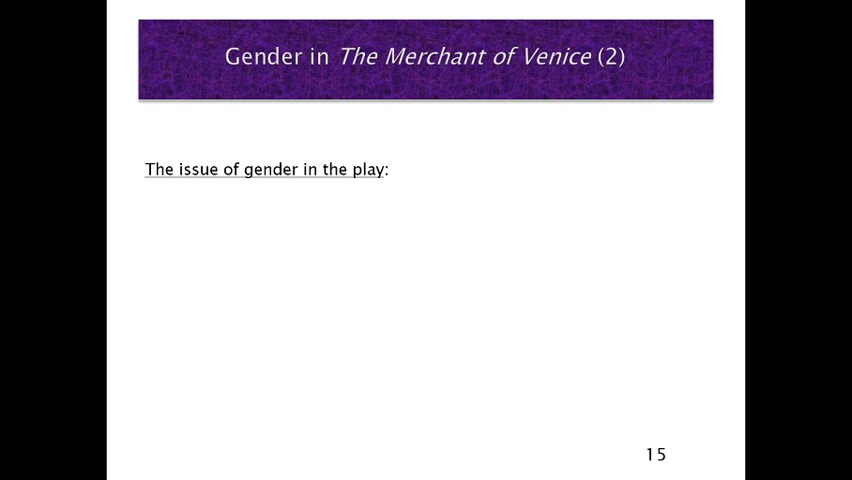 Gender in The Merchant of Venice (2)
The issue of gender in the play:
15